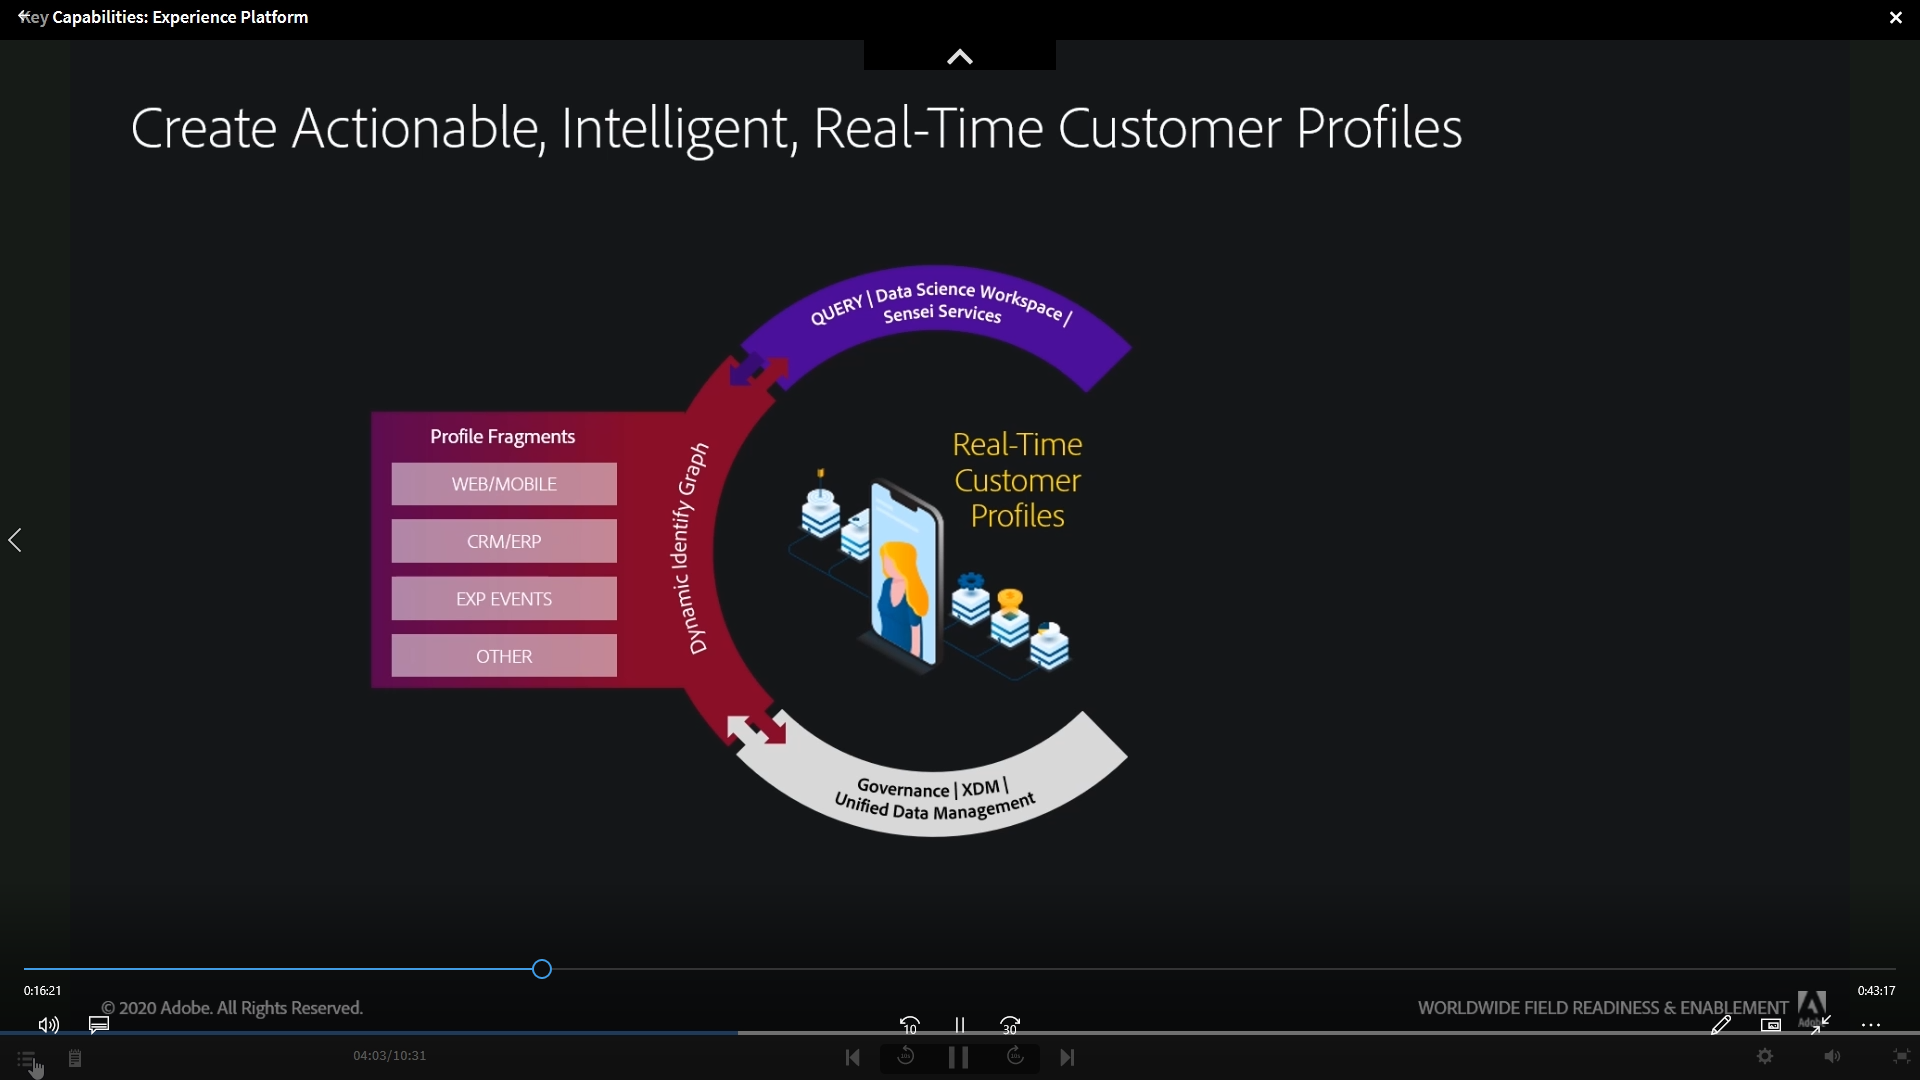 Key Capabilities: Experience Platform
Create Actionable, Intelligent, Real-Time Customer Profiles
QUERY | Data Science Workspace |
Sensei Services
Profile Fragments
WEB/MOBILE
CRM/ERP
EXP EVENTS
OTHER
Dynamic Identify Graph
Real-Time
Customer
Profiles
Governance | XDM |
Unified Data Management
0:16:21
0:43:17
© 2020 Adobe. All Rights Reserved.
WORLDWIDE FIELD READINESS & ENABLEMENT
Adobe
10
30
04:03/10:31
10s
10s